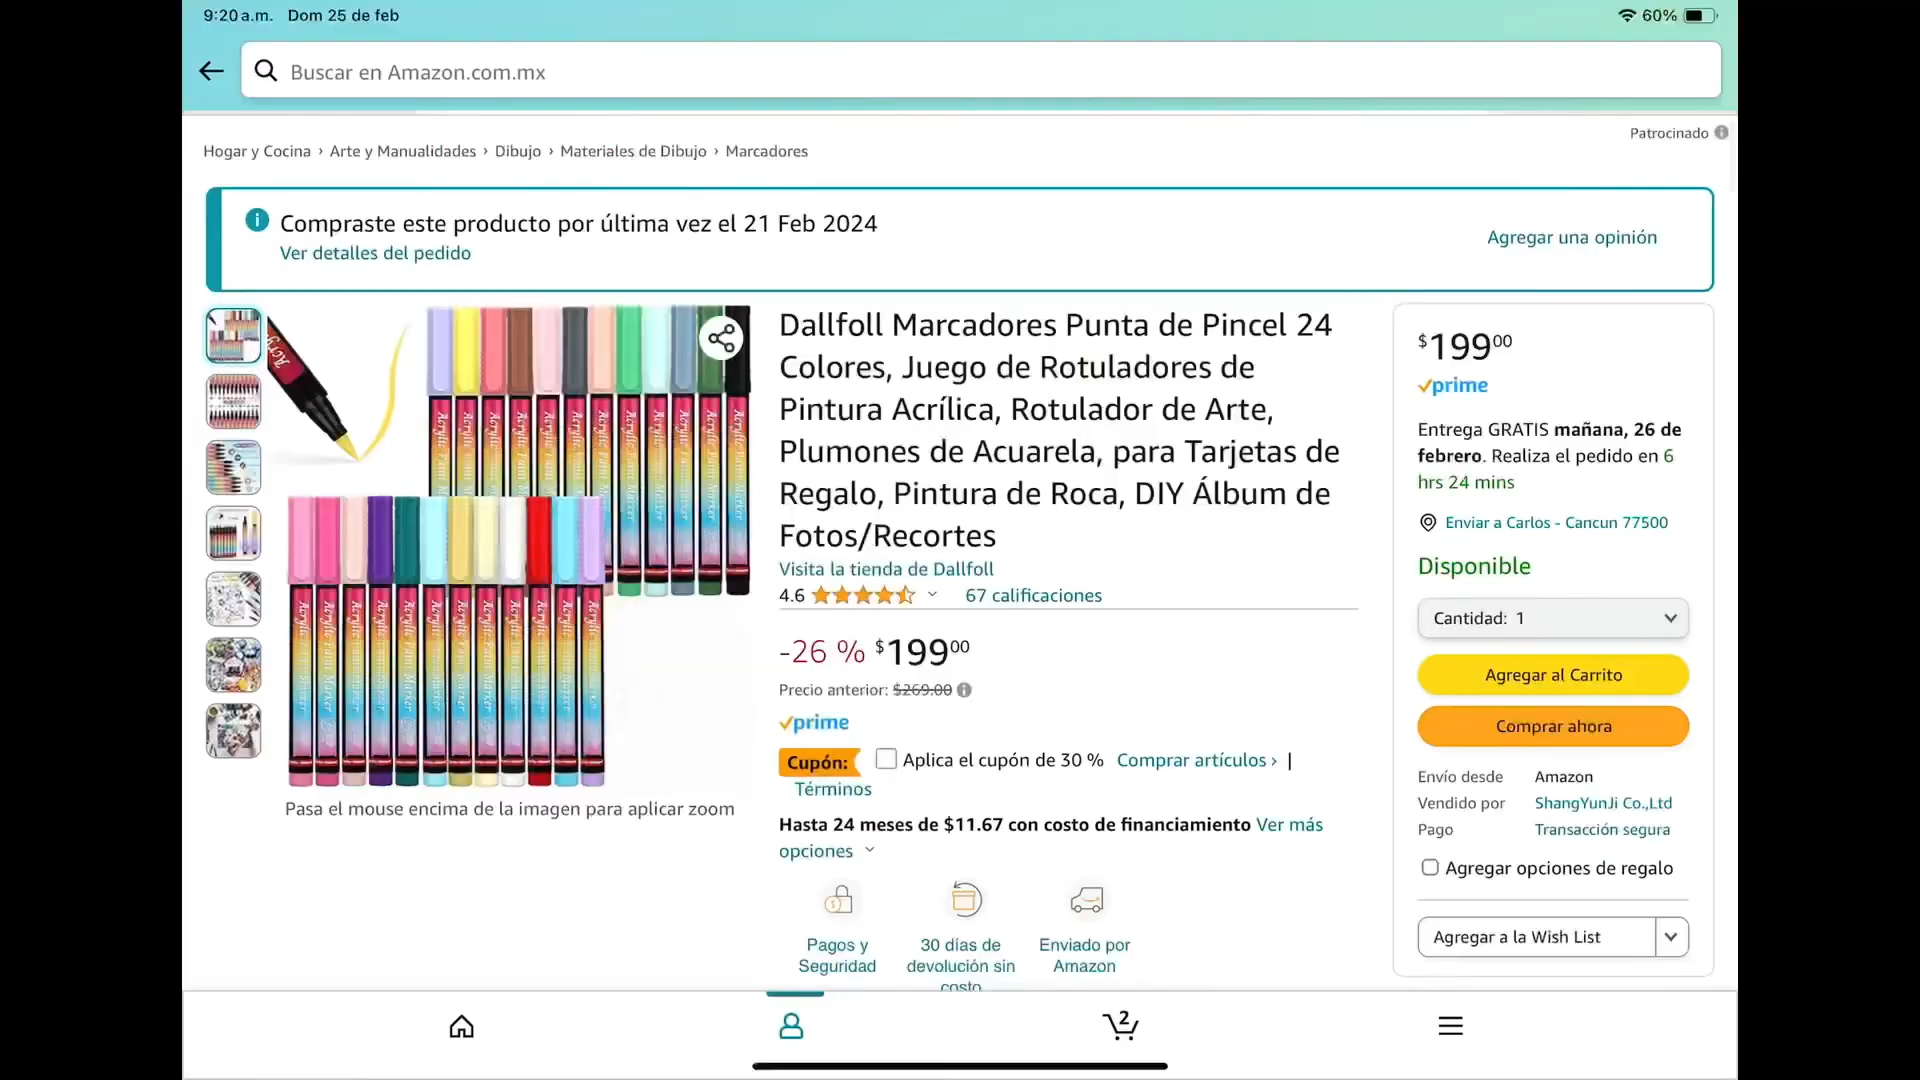 9:20 a.m. Dom 25 de feb
60%
Buscar en Amazon.com.mx
Patrocinado
Hogar y Cocina › Arte y Manualidades › Dibujo › Materiales de Dibujo › Marcadores
Compraste este producto por última vez el 21 Feb 2024
Ver detalles del pedido
Agregar una opinión
Dallfoll Marcadores Punta de Pincel 24
Colores, Juego de Rotuladores de
Pintura Acrílica, Rotulador de Arte,
Plumones de Acuarela, para Tarjetas de
Regalo, Pintura de Roca, DIY Álbum de
Fotos/Recortes
Visita la tienda de Dallfoll
4.6
67 calificaciones
-26 % $19900
Precio anterior: $269.00
prime
Cupón: Aplica el cupón de 30 % Comprar artículos › |
Términos
Hasta 24 meses de $11.67 con costo de financiamiento Ver más
opciones
Pagos y
Seguridad
30 días de
devolución sin
costo
Enviado por
Amazon
Pasa el mouse encima de la imagen para aplicar zoom
Acrylic Paint Marker
$19900
prime
Entrega GRATIS mañana, 26 de
febrero. Realiza el pedido en 6
hrs 24 mins
Enviar a Carlos - Cancun 77500
Disponible
Cantidad: 1
Agregar al Carrito
Comprar ahora
Envío desde Amazon
Vendido por ShangYunJi Co.,Ltd
Pago Transacción segura
Agregar opciones de regalo
Agregar a la Wish List
2